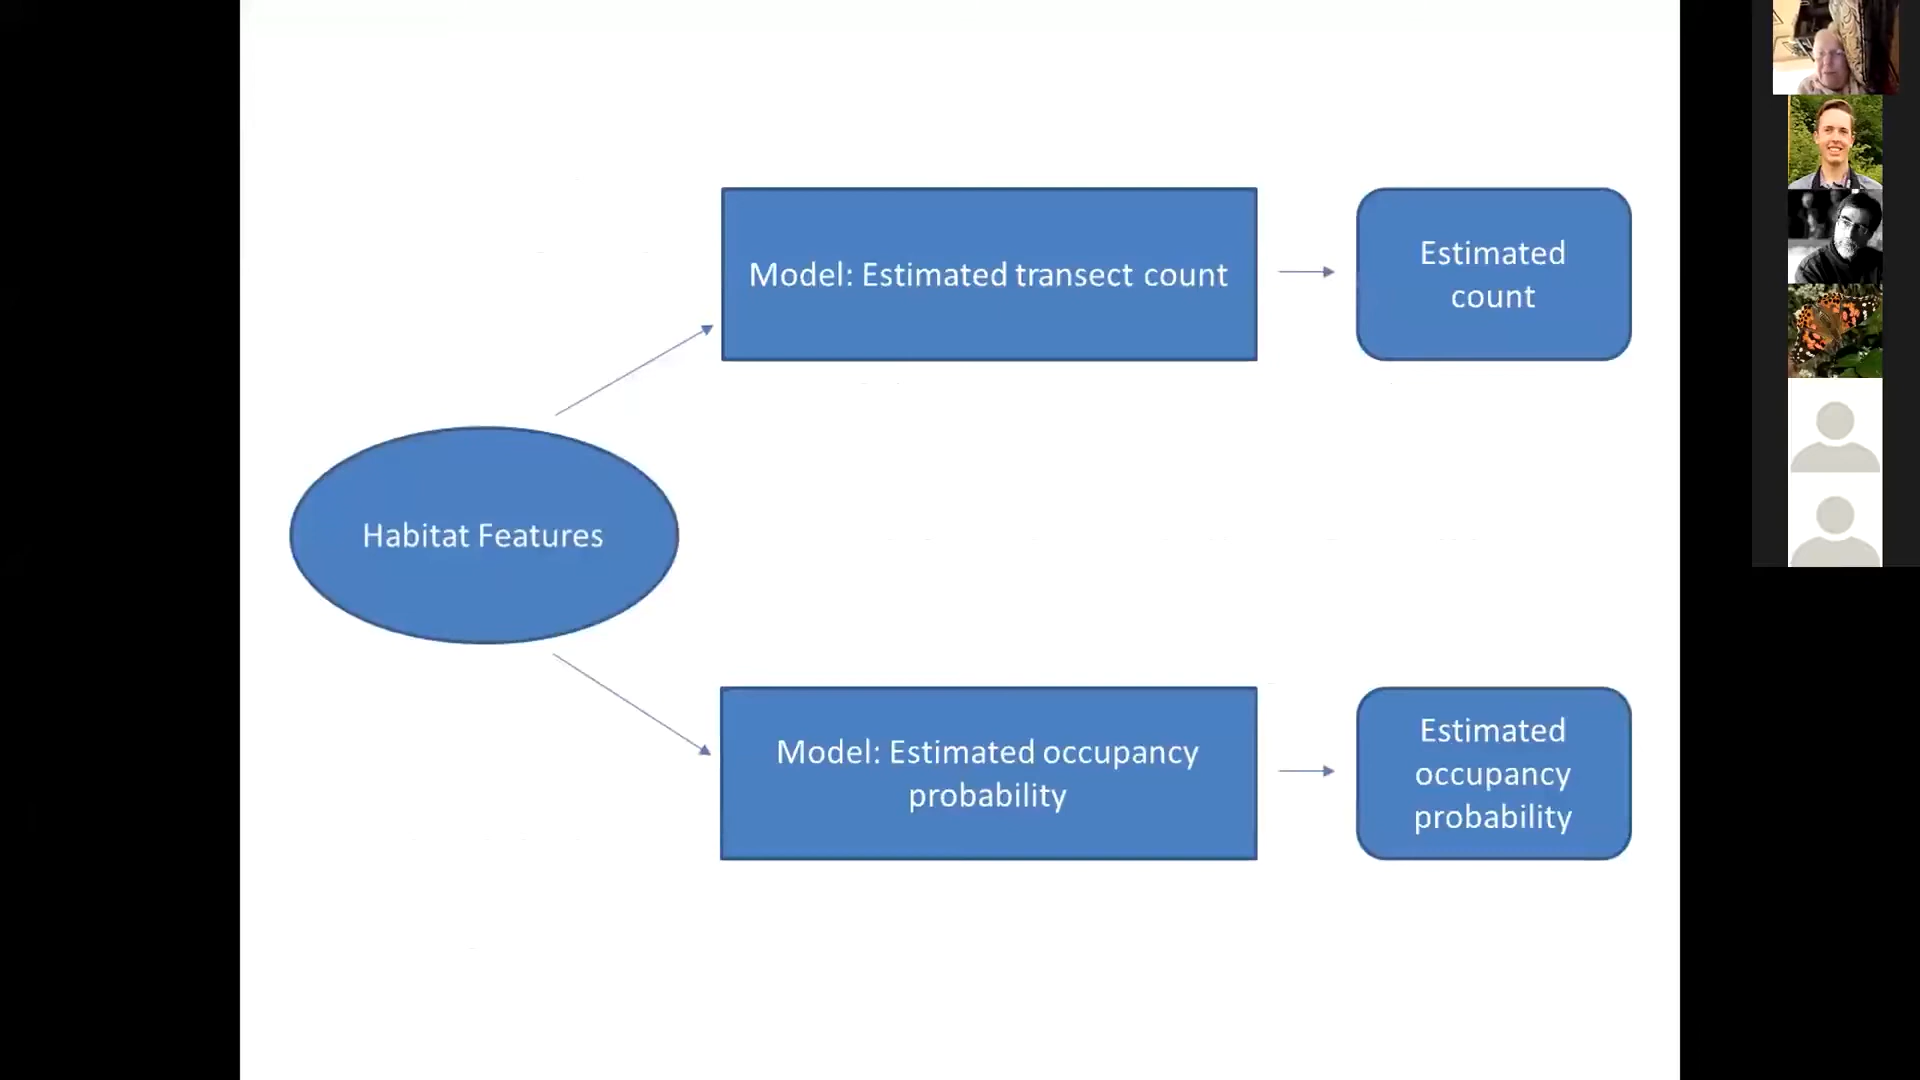 Model: Estimated transect count
Estimated
count
Habitat Features
Model: Estimated occupancy
probability
Estimated
occupancy
probability